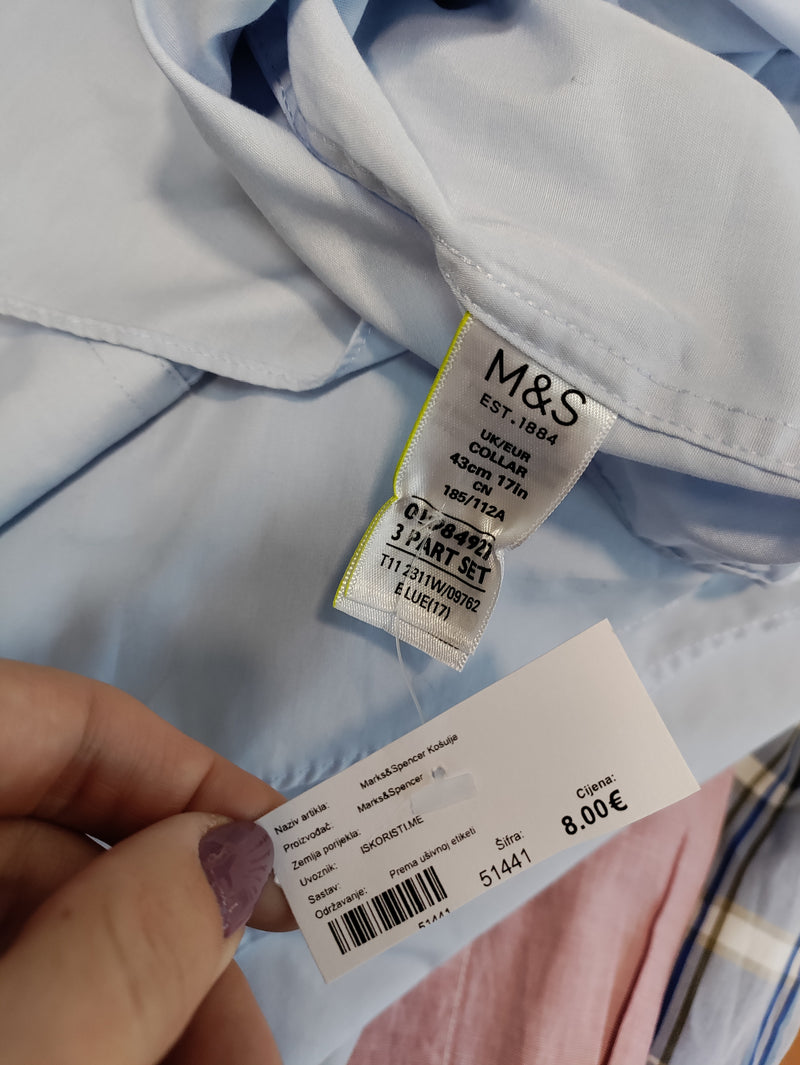 M&S
EST.1884
UK/EUR
COLLAR
43cm 17in
CN
185/112A
3 PART SET
T11 2311W/09762
BLUE(17)
Naziv artikla: Marks&Spencer Košulje
Proizvođač: Marks&Spencer
Zemlja porijekla:
Uvoznik: ISKORISTI.ME
Sastav:
Održavanje: Prema ušivnoj etiketi
Šifra:
51441
Cijena:
8.00€
51441